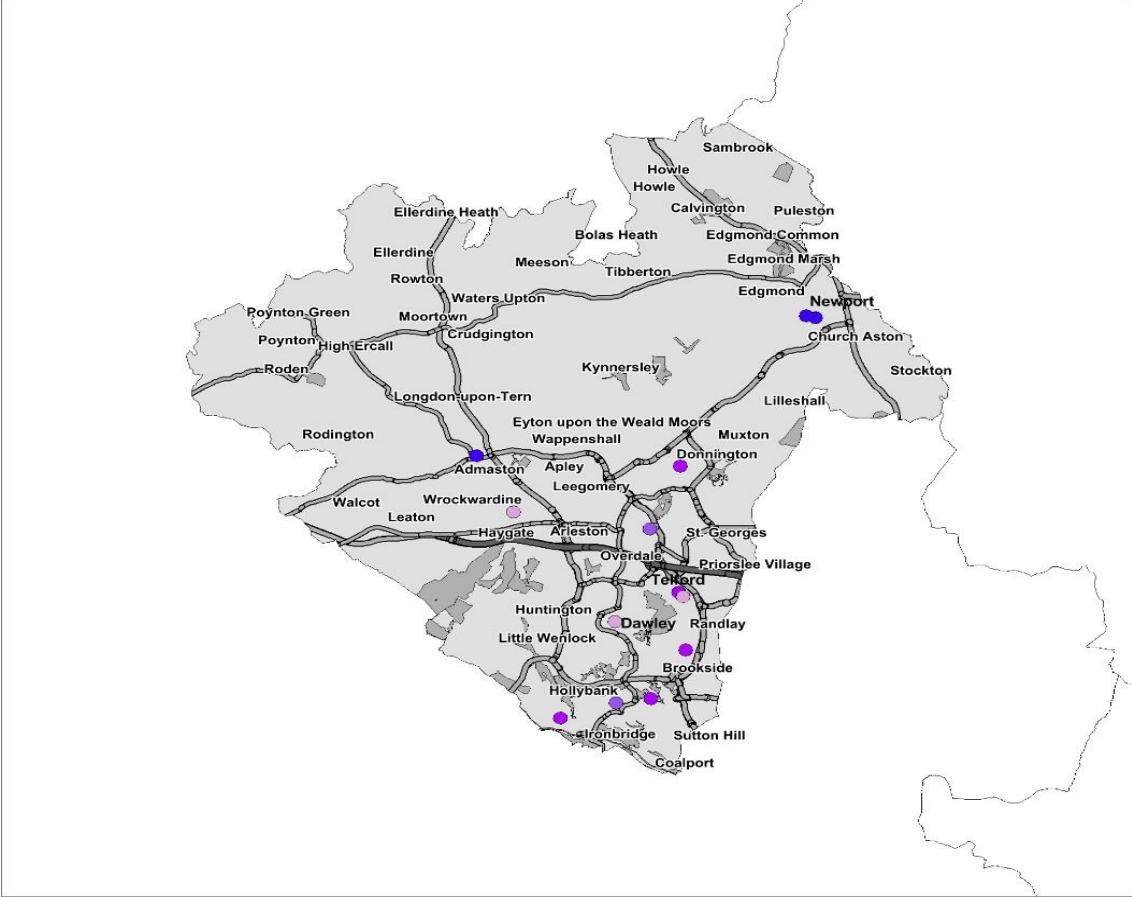 Sambrook
Howle
Howle
Calvington
Puleston
Ellerdine Heath
Bolas Heath
Edgmond Common
Ellerdine
Meeson
Edgmond Marsh
Rowton
Tibberton
Waters Upton
Edgmond
Newport
Poynton Green
Moortown
Crudgington
Church Aston
Poynton
High Ercall
Roden
Kynnersley
Stockton
Longdon-upon-Tern
Lilleshall
Eyton upon the Weald Moors
Rodington
Wappenshall
Muxton
Donnington
Admaston
Apley
Leegomery
Walcot
Wrockwardine
Leaton
Haygate
Arleston
St. Georges
Overdale
Priorslee Village
Telford
Huntington
Dawley
Randlay
Little Wenlock
Brookside
Hollybank
Ironbridge
Sutton Hill
Coalport